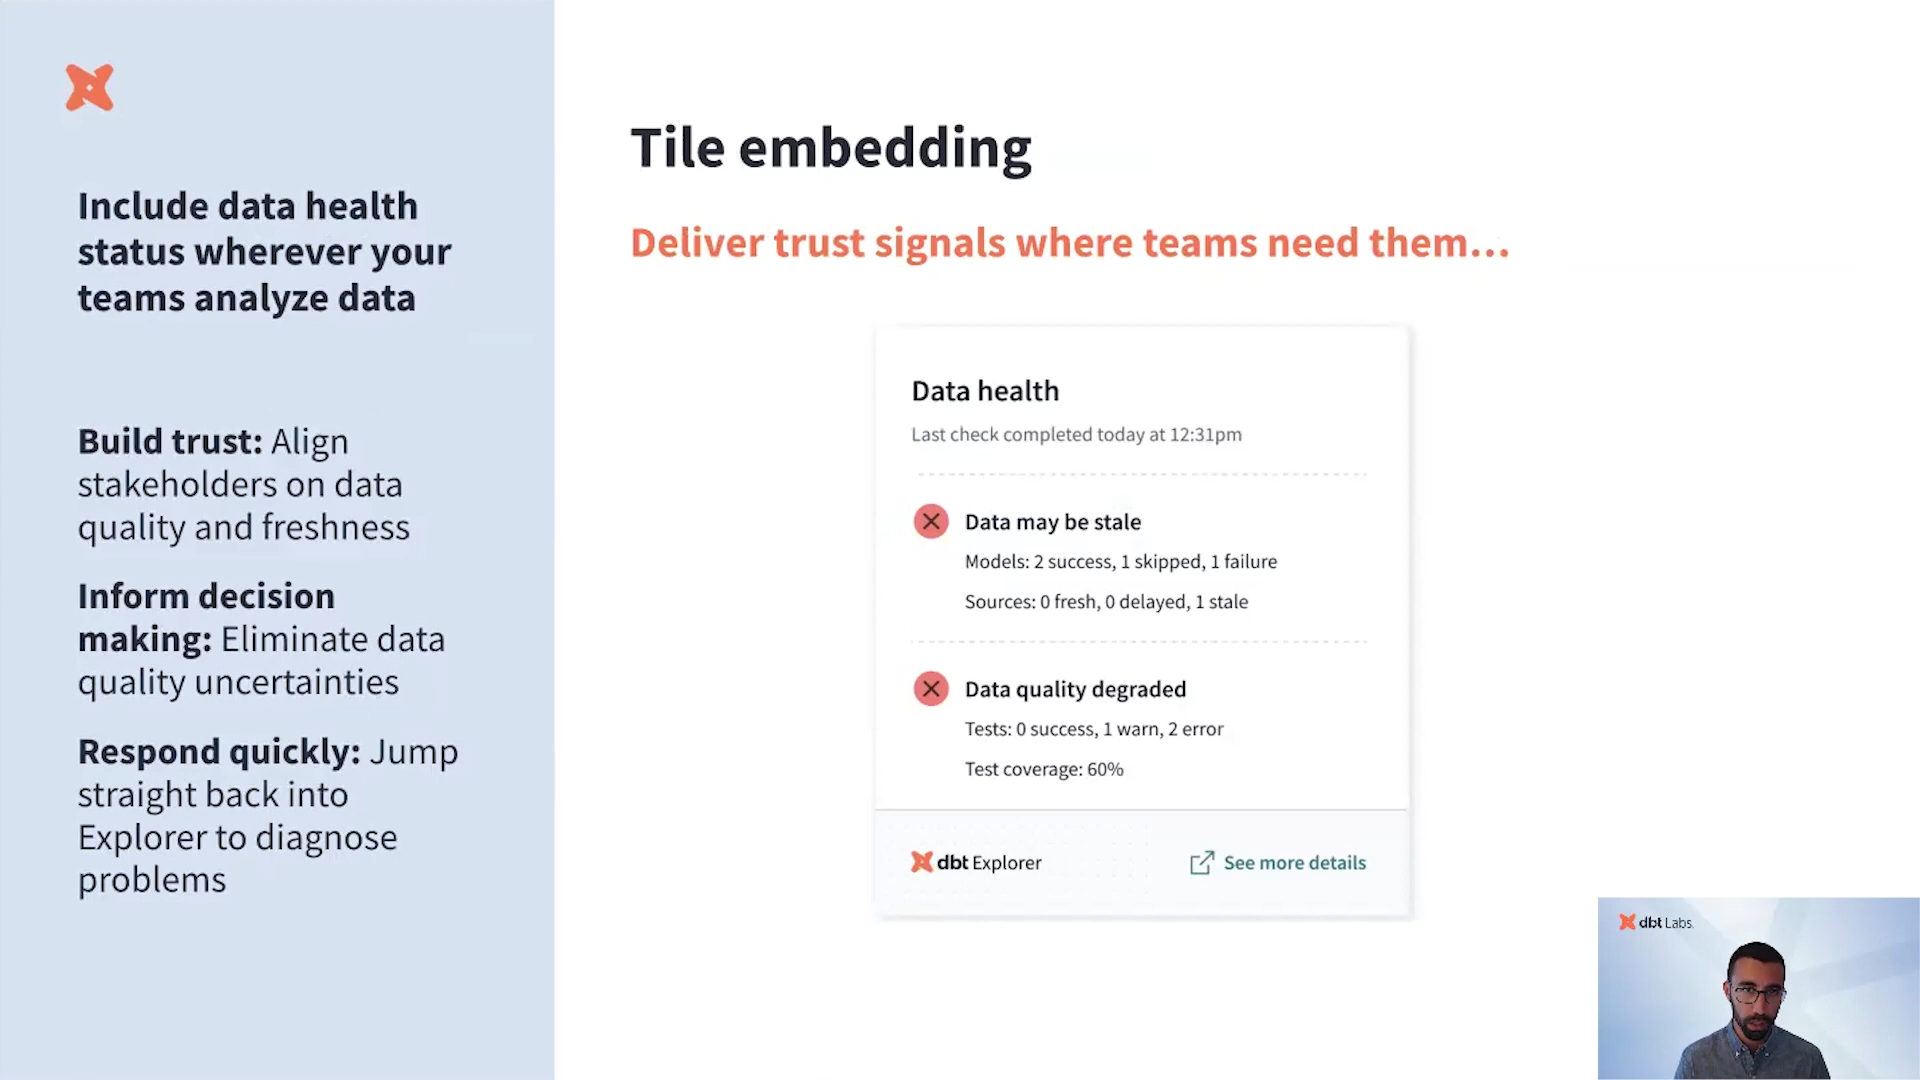 Include data health
status wherever your
teams analyze data
Build trust: Align
stakeholders on data
quality and freshness
Inform decision
making: Eliminate data
quality uncertainties
Respond quickly: Jump
straight back into
Explorer to diagnose
problems
Tile embedding
Deliver trust signals where teams need them...
Data health
Last check completed today at 12:31pm
Data may be stale
Models: 2 success, 1 skipped, 1 failure
Sources: 0 fresh, 0 delayed, 1 stale
Data quality degraded
Tests: 0 success, 1 warn, 2 error
Test coverage: 60%
dbt Explorer
See more details
dbt Labs